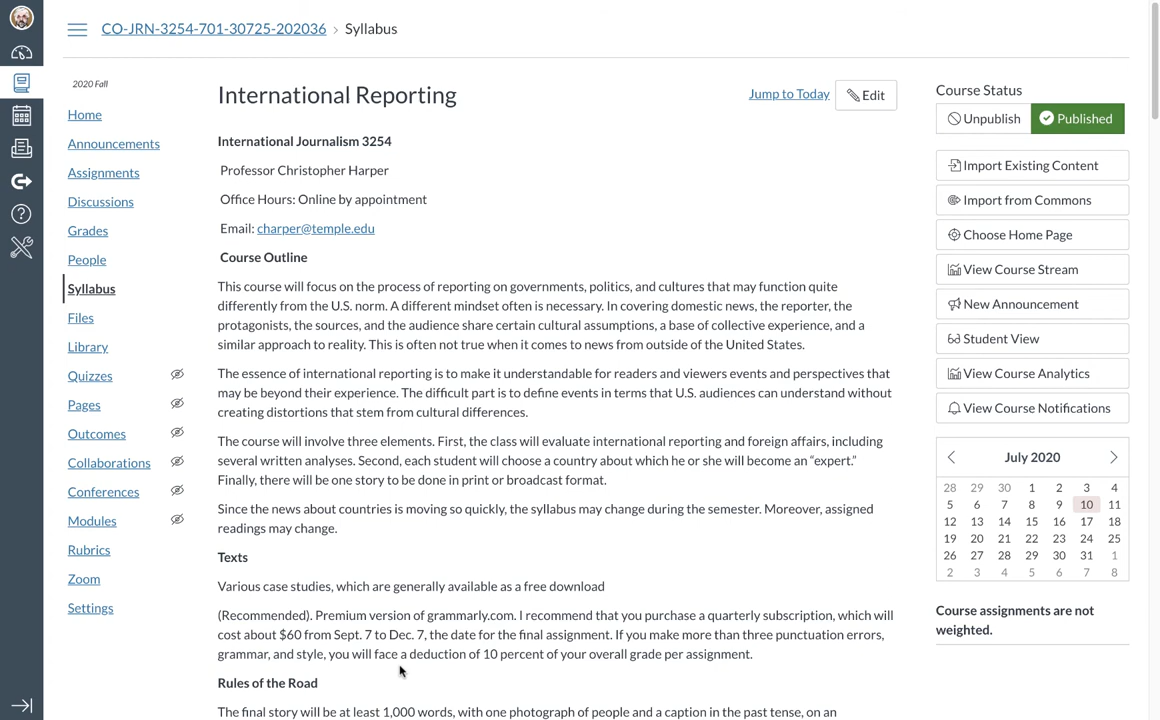 CO-JRN-3254-701-30725-202036 › Syllabus
2020 Fall
Home
Announcements
Assignments
Discussions
Grades
People
Syllabus
Files
Library
Quizzes
Pages
Outcomes
Collaborations
Conferences
Modules
Rubrics
Zoom
Settings
International Reporting
Jump to Today
Edit
International Journalism 3254
Professor Christopher Harper
Office Hours: Online by appointment
Email: charper@temple.edu
Course Outline
This course will focus on the process of reporting on governments, politics, and cultures that may function quite
differently from the U.S. norm. A different mindset often is necessary. In covering domestic news, the reporter, the
protagonists, the sources, and the audience share certain cultural assumptions, a base of collective experience, and a
similar approach to reality. This is often not true when it comes to news from outside of the United States.
The essence of international reporting is to make it understandable for readers and viewers events and perspectives that
may be beyond their experience. The difficult part is to define events in terms that U.S. audiences can understand without
creating distortions that stem from cultural differences.
The course will involve three elements. First, the class will evaluate international reporting and foreign affairs, including
several written analyses. Second, each student will choose a country about which he or she will become an “expert.”
Finally, there will be one story to be done in print or broadcast format.
Since the news about countries is moving so quickly, the syllabus may change during the semester. Moreover, assigned
readings may change.
Texts
Various case studies, which are generally available as a free download
(Recommended). Premium version of grammarly.com. I recommend that you purchase a quarterly subscription, which will
cost about $60 from Sept. 7 to Dec. 7, the date for the final assignment. If you make more than three punctuation errors,
grammar, and style, you will face a deduction of 10 percent of your overall grade per assignment.
Rules of the Road
The final story will be at least 1,000 words, with one photograph of people and a caption in the past tense, on an
Course Status
Unpublish Published
Import Existing Content
Import from Commons
Choose Home Page
View Course Stream
New Announcement
Student View
View Course Analytics
View Course Notifications
July 2020
28 29 30 1 2 3 4
5 6 7 8 9 10 11
12 13 14 15 16 17 18
19 20 21 22 23 24 25
26 27 28 29 30 31 1
2 3 4 5 6 7 8
Course assignments are not
weighted.